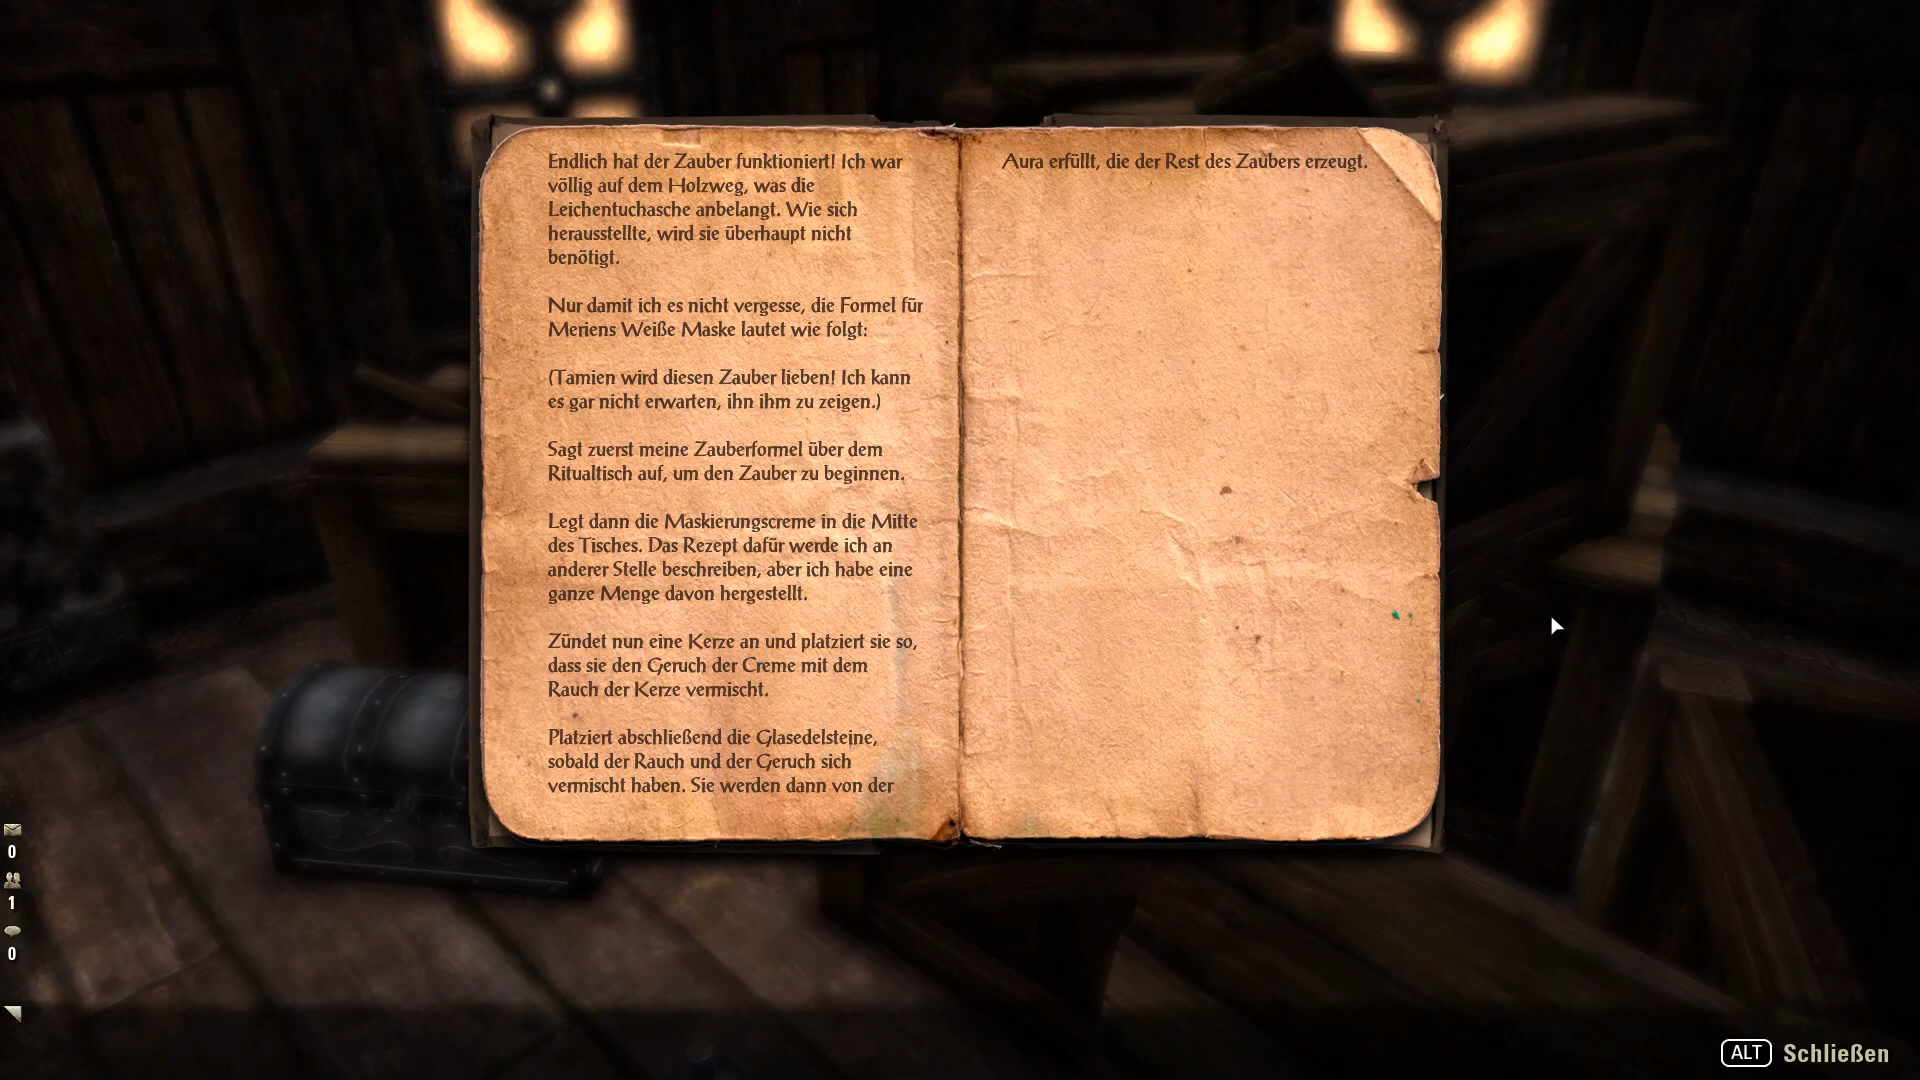 Endlich hat der Zauber funktioniert! Ich war
völlig auf dem Holzweg, was die
Leichentuchasche anbelangt. Wie sich
herausstellte, wird sie überhaupt nicht
benötigt.
Nur damit ich es nicht vergesse, die Formel für
Meriens Weiße Maske lautet wie folgt:
(Tamien wird diesen Zauber lieben! Ich kann
es gar nicht erwarten, ihn ihm zu zeigen.)
Sagt zuerst meine Zauberformel über dem
Ritualtisch auf, um den Zauber zu beginnen.
Legt dann die Maskierungscreme in die Mitte
des Tisches. Das Rezept dafür werde ich an
anderer Stelle beschreiben, aber ich habe eine
ganze Menge davon hergestellt.
Zündet nun eine Kerze an und platziert sie so,
dass sie den Geruch der Creme mit dem
Rauch der Kerze vermischt.
Platziert abschließend die Glasedelsteine,
sobald der Rauch und der Geruch sich
vermischt haben. Sie werden dann von der
Aura erfüllt, die der Rest des Zaubers erzeugt.
0
1
0
ALT Schließen